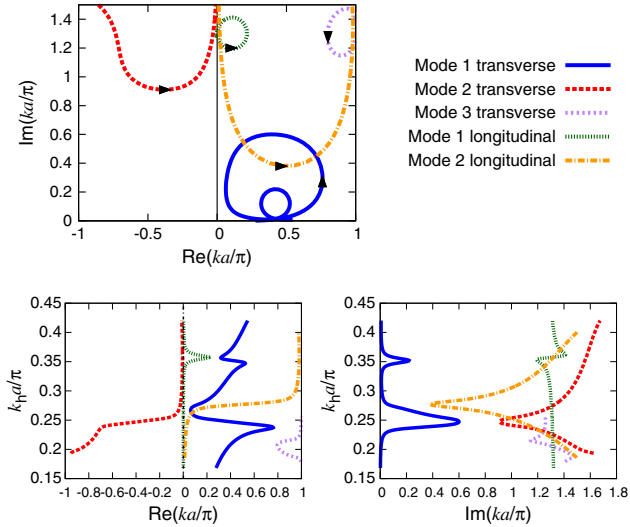 1.4
1.2
1
0.8
0.6
0.4
0.2
0
Im(ka/π)
-1 -0.5 0 0.5 1
Re(ka/π)
Mode 1 transverse
Mode 2 transverse
Mode 3 transverse
Mode 1 longitudinal
Mode 2 longitudinal
0.45
0.4
0.35
0.3
0.25
0.2
0.15
k_h a/π
-1 -0.8 -0.6 -0.4 -0.2 0 0.2 0.4 0.6 0.8 1
Re(ka/π)
0.45
0.4
0.35
0.3
0.25
0.2
0.15
k_h a/π
0 0.2 0.4 0.6 0.8 1 1.2 1.4 1.6 1.8
Im(ka/π)